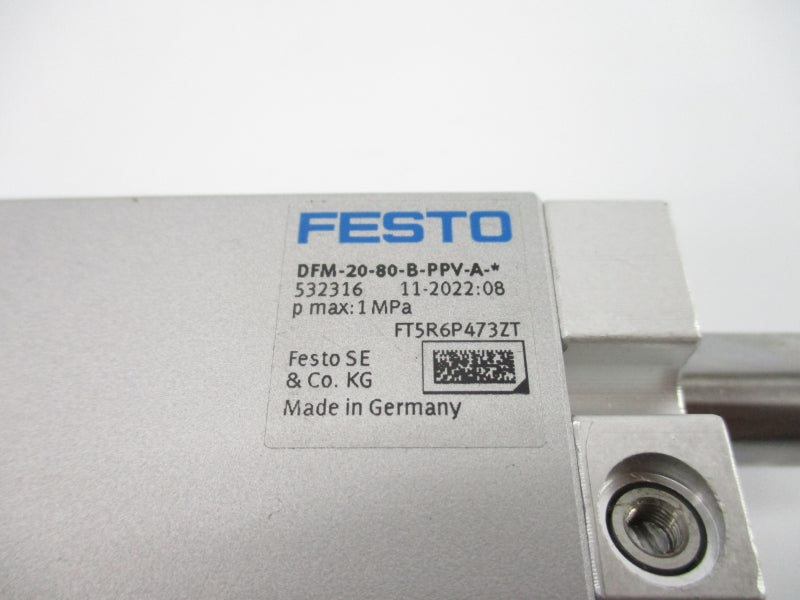 FESTO
DFM-20-80-B-PPV-A-*
532316 11-2022:08
p max: 1 MPa
FT5R6P473ZT
Festo SE
& Co. KG
Made in Germany